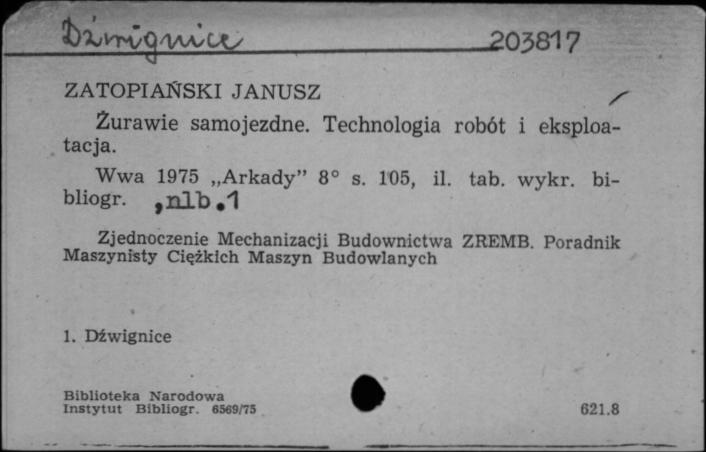 Dźwignice 203817
ZATOPIAŃSKI JANUSZ
Żurawie samojezdne. Technologia robót i eksploa-
tacja.
Wwa 1975 „Arkady” 8° s. 105, il. tab. wykr. bi-
bliogr. , nlb. 1
Zjednoczenie Mechanizacji Budownictwa ZREMB. Poradnik
Maszynisty Ciężkich Maszyn Budowlanych
1. Dźwignice
Biblioteka Narodowa
Instytut Bibliogr. 6569/75 621.8